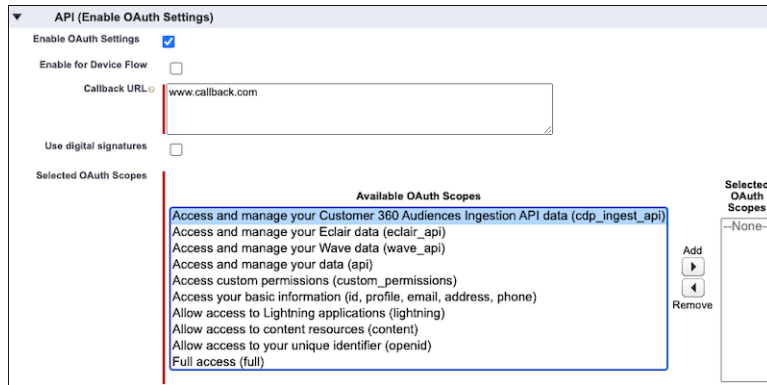 API (Enable OAuth Settings)
Enable OAuth Settings
Enable for Device Flow
Callback URL
www.callback.com
Use digital signatures
Selected OAuth Scopes
Available OAuth Scopes
Access and manage your Customer 360 Audiences Ingestion API data (cdp_ingest_api)
Access and manage your Eclair data (eclair_api)
Access and manage your Wave data (wave_api)
Access and manage your data (api)
Access custom permissions (custom_permissions)
Access your basic information (id, profile, email, address, phone)
Allow access to Lightning applications (lightning)
Allow access to content resources (content)
Allow access to your unique identifier (openid)
Full access (full)
Add
Remove
Selected
OAuth
Scopes
--None--